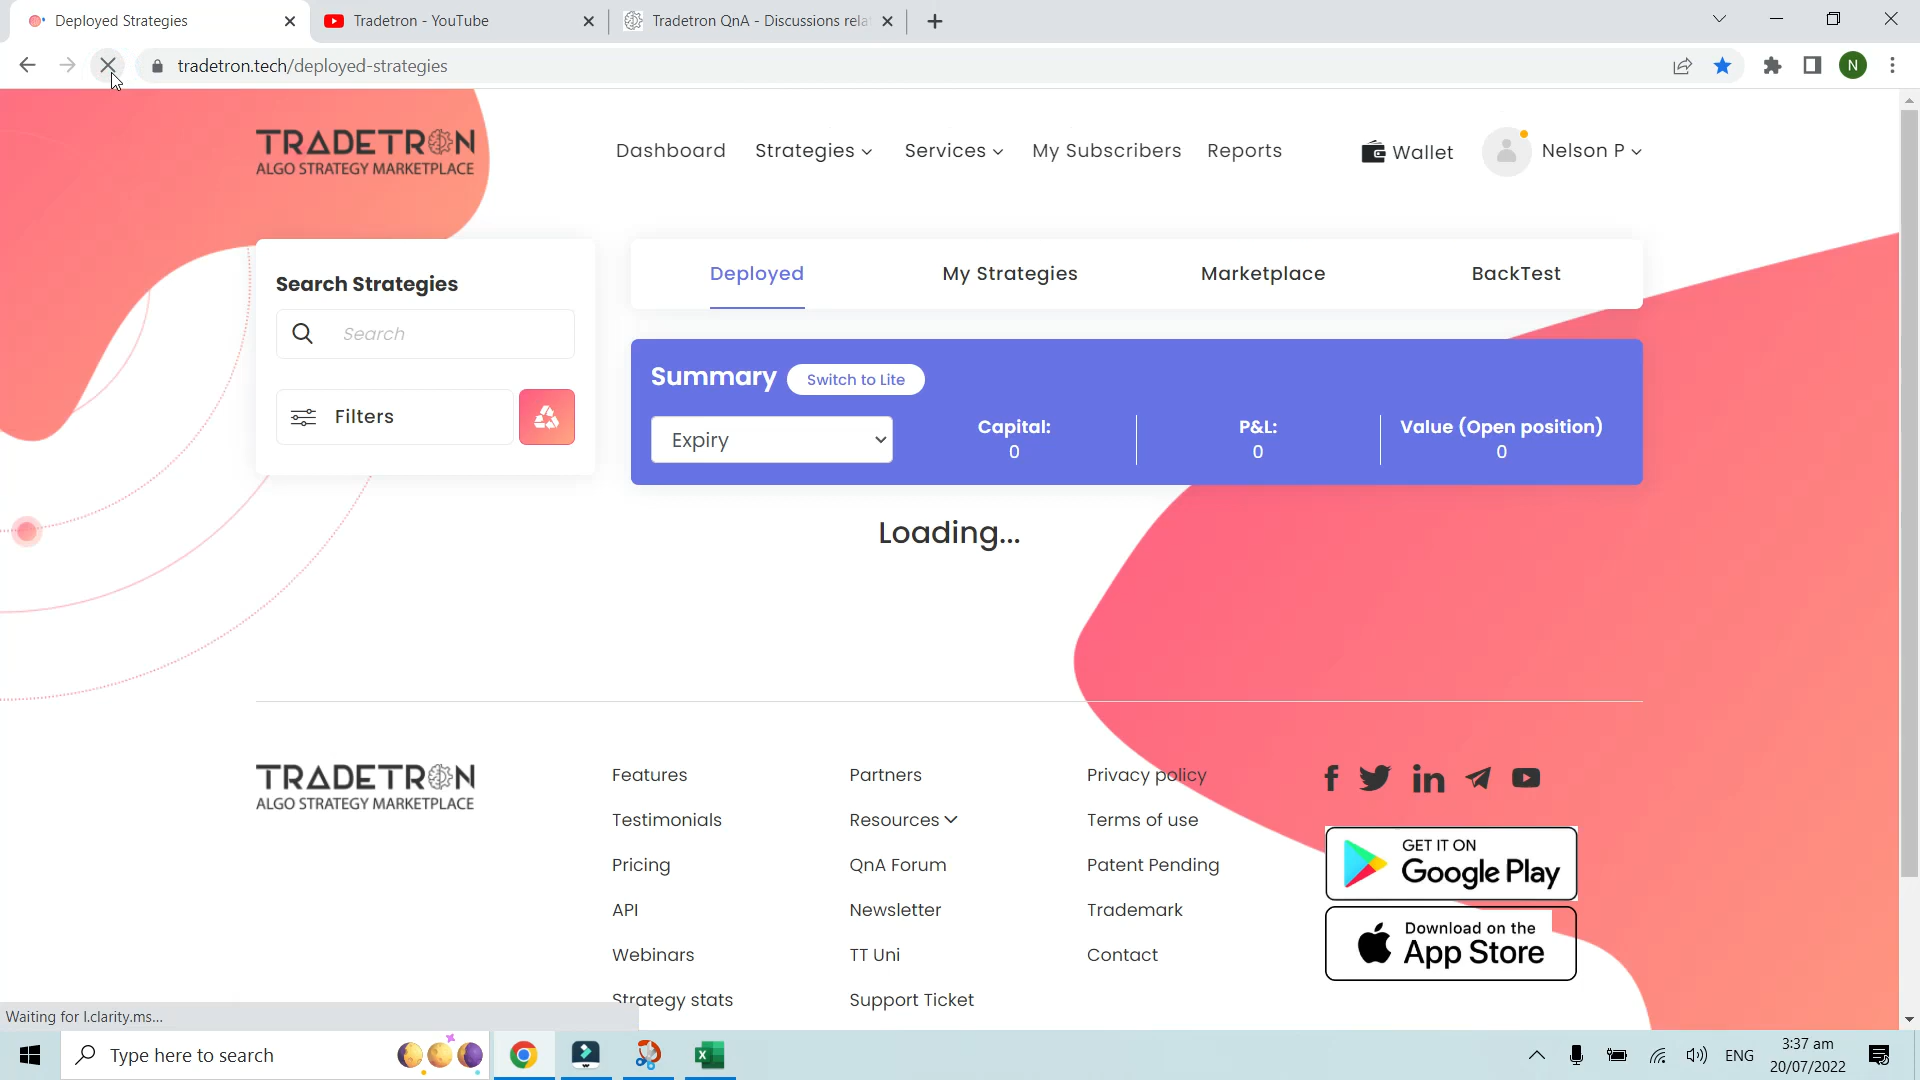 Deployed Strategies
Tradetron - YouTube
Tradetron QnA - Discussions rela
tradetron.tech/deployed-strategies
N
TRADETRON
ALGO STRATEGY MARKETPLACE
Dashboard
Strategies
Services
My Subscribers
Reports
Wallet
Nelson P
Search Strategies
Search
Filters
Deployed
My Strategies
Marketplace
BackTest
Summary
Switch to Lite
Expiry
Capital:
0
P&L:
0
Value (Open position)
0
Loading...
TRADETRON
ALGO STRATEGY MARKETPLACE
Features
Testimonials
Pricing
API
Webinars
Strategy stats
Partners
Resources
QnA Forum
Newsletter
TT Uni
Support Ticket
Privacy policy
Terms of use
Patent Pending
Trademark
Contact
GET IT ON
Google Play
Download on the
App Store
Waiting for l.clarity.ms...
Type here to search
ENG
3:37 am
20/07/2022